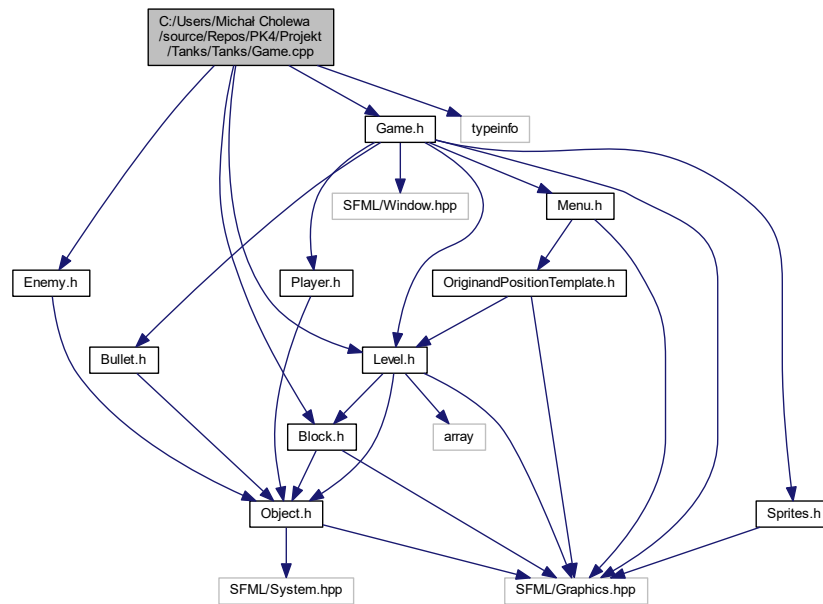 C:/Users/Michał Cholewa
/source/Repos/PK4/Projekt
/Tanks/Tanks/Game.cpp
Game.h
typeinfo
SFML/Window.hpp
Menu.h
Enemy.h
Player.h
OriginandPositionTemplate.h
Bullet.h
Level.h
Block.h
array
Object.h
Sprites.h
SFML/System.hpp
SFML/Graphics.hpp